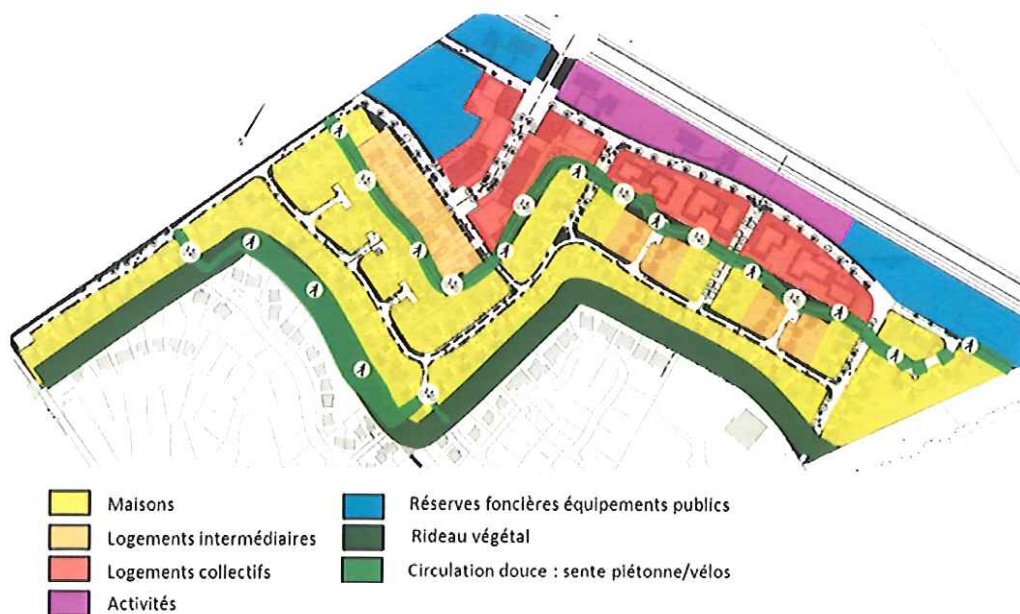 Maisons
Logements intermédiaires
Logements collectifs
Activités
Réserves foncières équipements publics
Rideau végétal
Circulation douce : sente piétonne/vélos